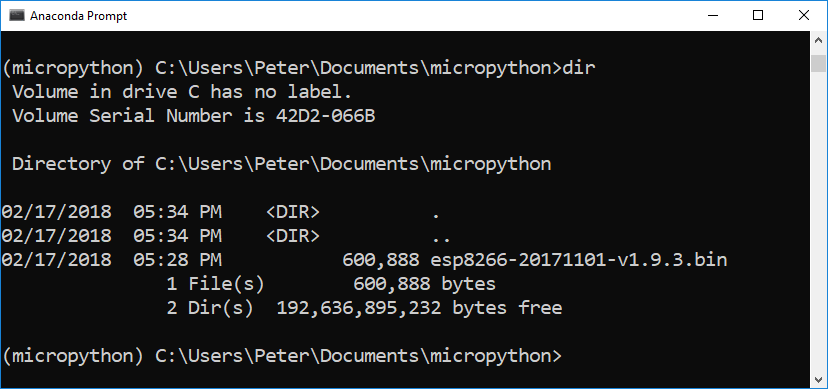 Anaconda Prompt
(micropython) C:\Users\Peter\Documents\micropython>dir
 Volume in drive C has no label.
 Volume Serial Number is 42D2-066B

 Directory of C:\Users\Peter\Documents\micropython

02/17/2018  05:34 PM    <DIR>          .
02/17/2018  05:34 PM    <DIR>          ..
02/17/2018  05:28 PM           600,888 esp8266-20171101-v1.9.3.bin
               1 File(s)        600,888 bytes
               2 Dir(s)  192,636,895,232 bytes free

(micropython) C:\Users\Peter\Documents\micropython>